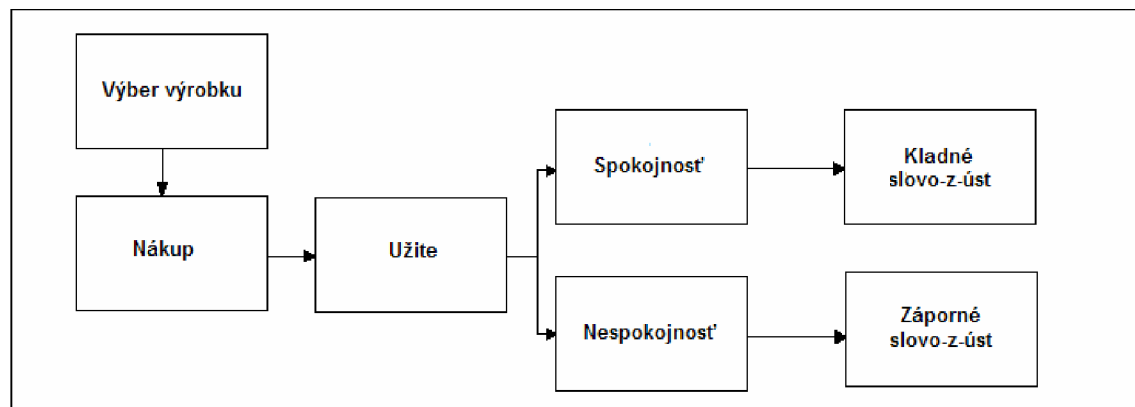 Výber výrobku
Nákup
Užite
Spokojnosť
Kladné
slovo-z-úst
Nespokojnosť
Záporné
slovo-z-úst